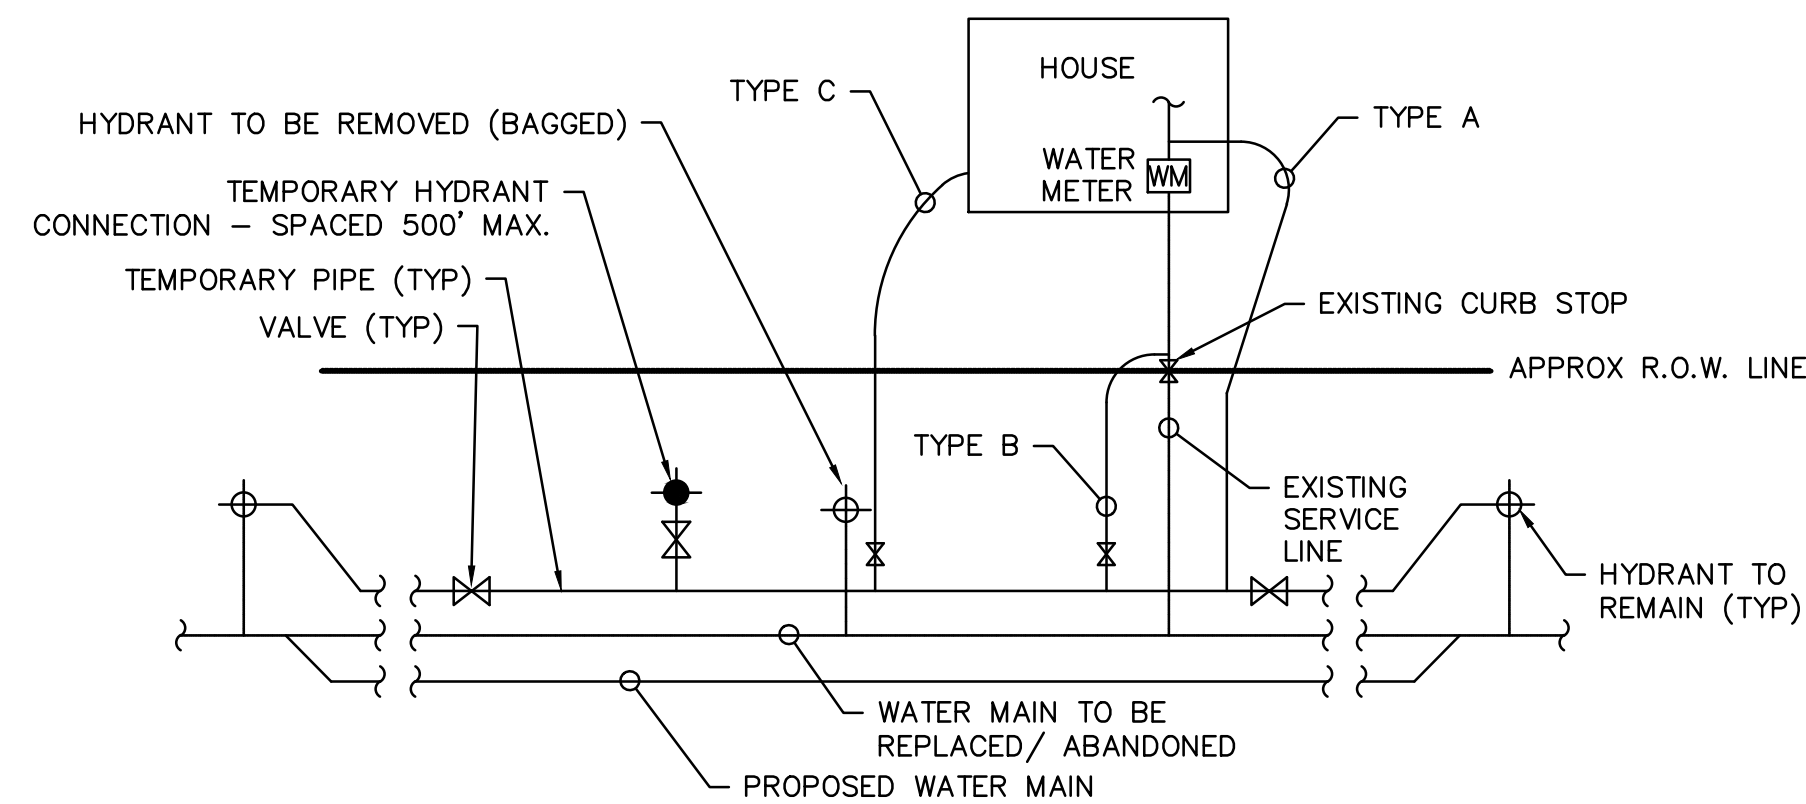 HOUSE
TYPE C
TYPE A
HYDRANT TO BE REMOVED (BAGGED)
WATER
METER
WM
TEMPORARY HYDRANT
CONNECTION – SPACED 500' MAX.
TEMPORARY PIPE (TYP)
VALVE (TYP)
EXISTING CURB STOP
APPROX R.O.W. LINE
TYPE B
EXISTING
SERVICE
LINE
HYDRANT TO
REMAIN (TYP)
WATER MAIN TO BE
REPLACED/ ABANDONED
PROPOSED WATER MAIN